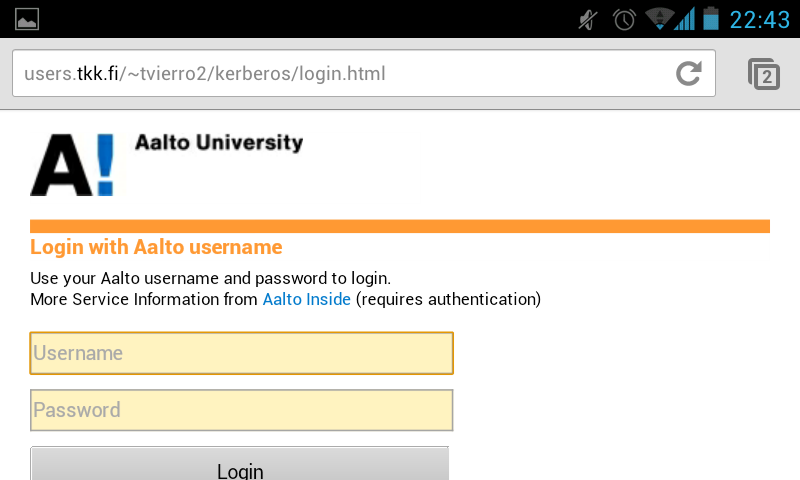 22:43
users.tkk.fi/~tvierro2/kerberos/login.html
2
A!
Aalto University
Login with Aalto username
Use your Aalto username and password to login.
More Service Information from Aalto Inside (requires authentication)
Username
Password
Login